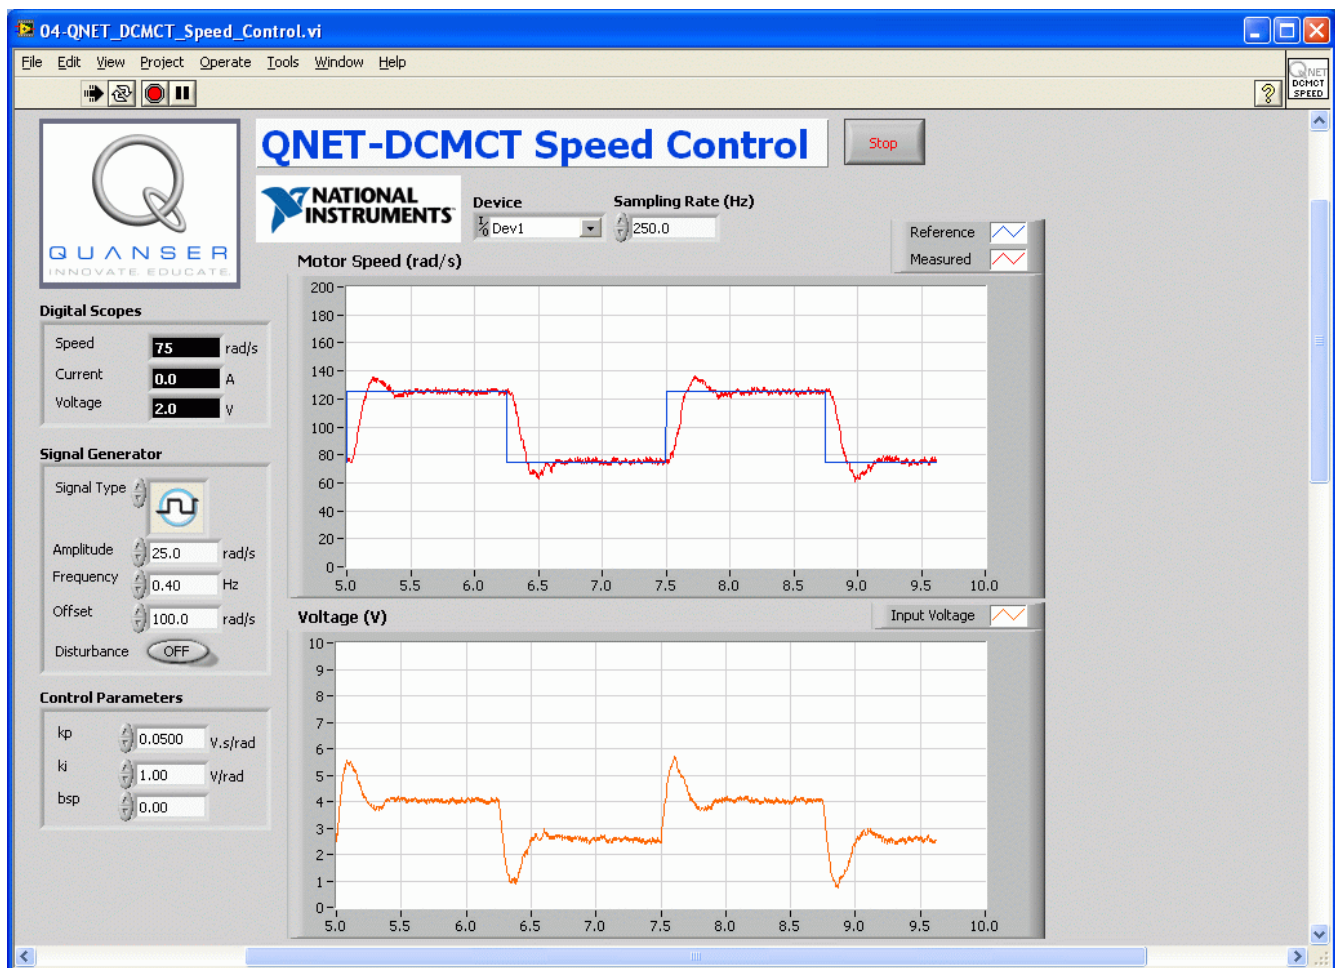 04-QNET_DCMCT_Speed_Control.vi
File Edit View Project Operate Tools Window Help
QNET
DCMCT
SPEED
QUANSER
INNOVATE. EDUCATE.
QNET-DCMCT Speed Control
Stop
NATIONAL
INSTRUMENTS
Device
I/0 Dev1
Sampling Rate (Hz)
250.0
Reference
Measured
Digital Scopes
Speed 75 rad/s
Current 0.0 A
Voltage 2.0 V
Signal Generator
Signal Type
Amplitude 25.0 rad/s
Frequency 0.40 Hz
Offset 100.0 rad/s
Disturbance OFF
Control Parameters
kp 0.0500 V.s/rad
ki 1.00 V/rad
bsp 0.00
Motor Speed (rad/s)
200
180
160
140
120
100
80
60
40
20
0
5.0 5.5 6.0 6.5 7.0 7.5 8.0 8.5 9.0 9.5 10.0
Voltage (V)
Input Voltage
10
9
8
7
6
5
4
3
2
1
0
5.0 5.5 6.0 6.5 7.0 7.5 8.0 8.5 9.0 9.5 10.0